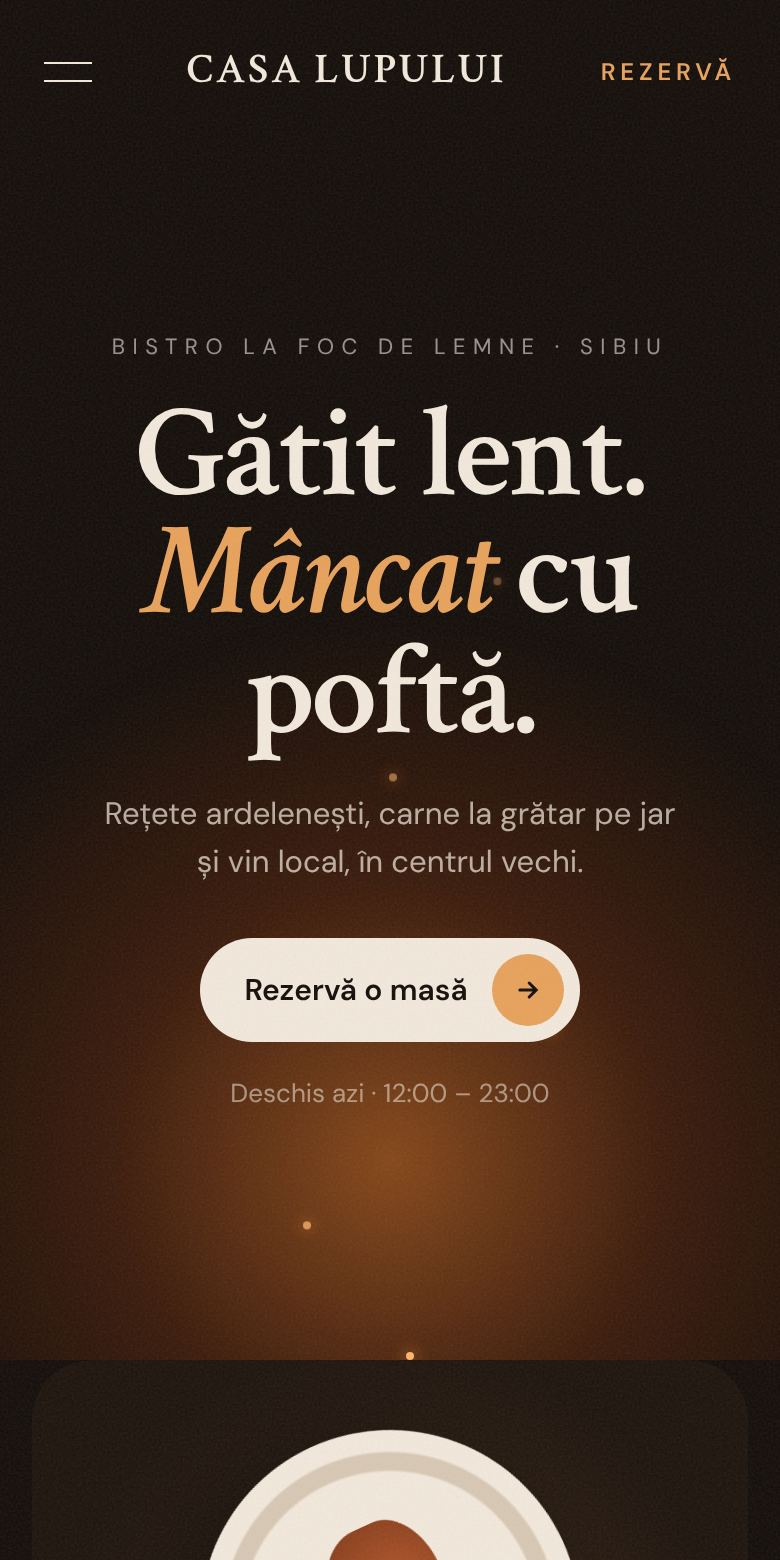 CASA LUPULUI
REZERVĂ
BISTRO LA FOC DE LEMNE · SIBIU
Gătit lent.
Mâncat cu
poftă.
Rețete ardelenești, carne la grătar pe jar
și vin local, în centrul vechi.
Rezervă o masă →
Deschis azi · 12:00 – 23:00